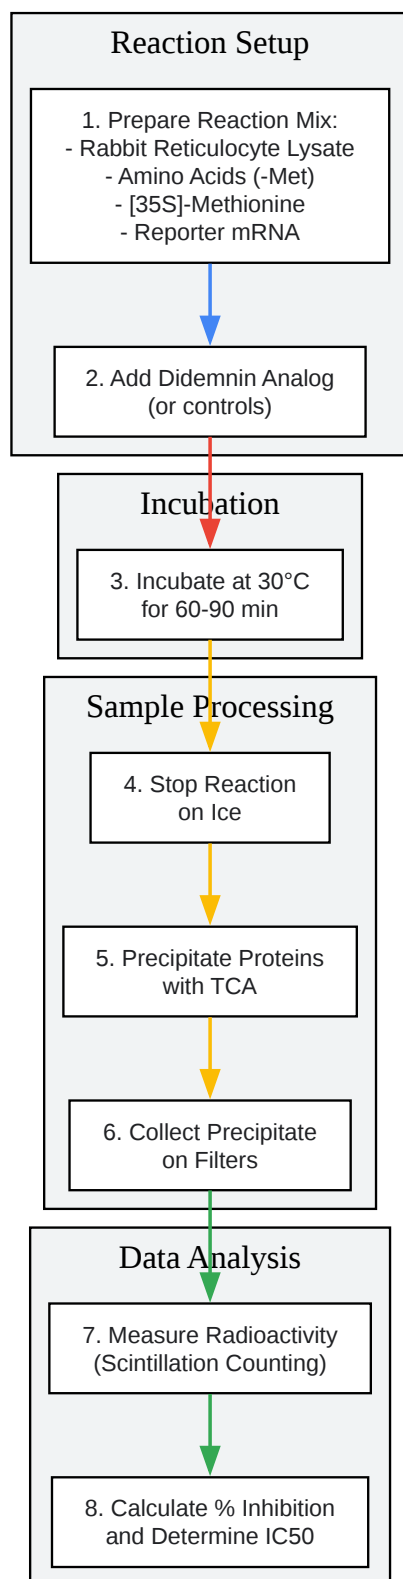 Reaction Setup
1. Prepare Reaction Mix:
- Rabbit Reticulocyte Lysate
- Amino Acids (-Met)
- [35S]-Methionine
- Reporter mRNA
2. Add Didemnin Analog
(or controls)
Incubation
3. Incubate at 30°C
for 60-90 min
Sample Processing
4. Stop Reaction
on Ice
5. Precipitate Proteins
with TCA
6. Collect Precipitate
on Filters
Data Analysis
7. Measure Radioactivity
(Scintillation Counting)
8. Calculate % Inhibition
and Determine IC50